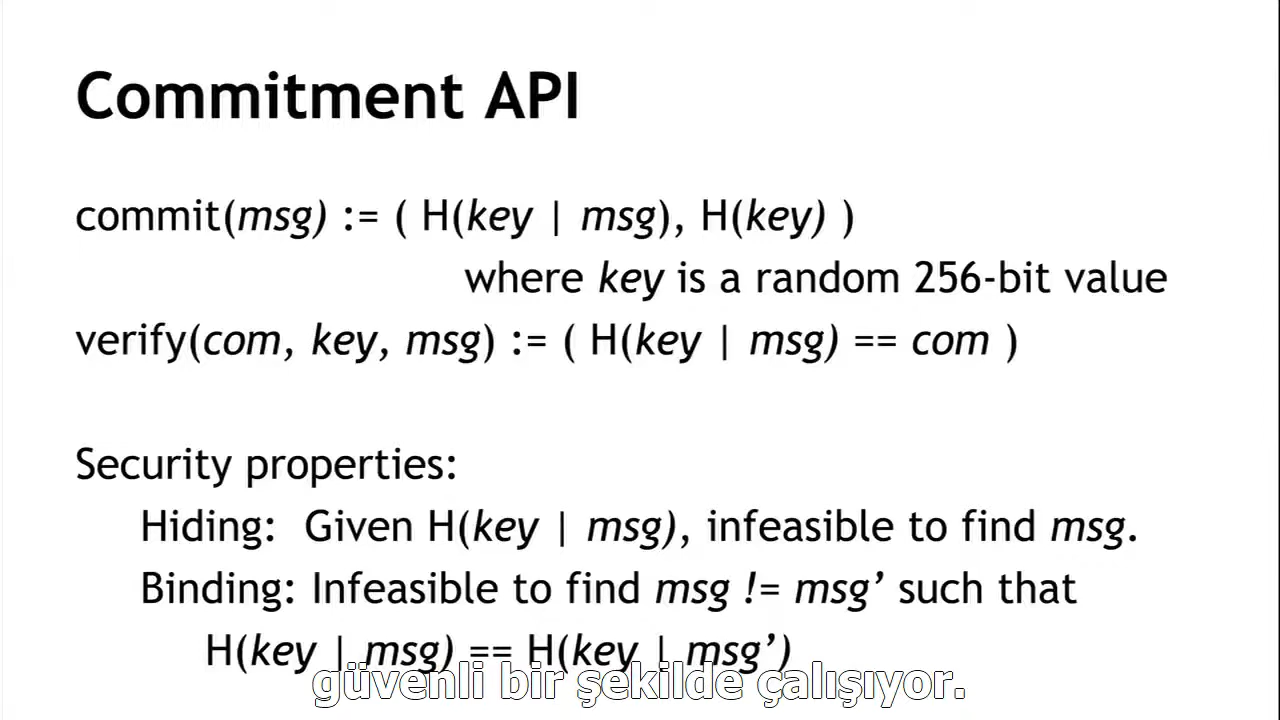 Commitment API
commit(msg) := ( H(key | msg), H(key) )
where key is a random 256-bit value
verify(com, key, msg) := ( H(key | msg) == com )
Security properties:
Hiding: Given H(key | msg), infeasible to find msg.
Binding: Infeasible to find msg != msg’ such that
H(key | msg) == H(key | msg’)
güvenli bir şekilde çalışıyor.